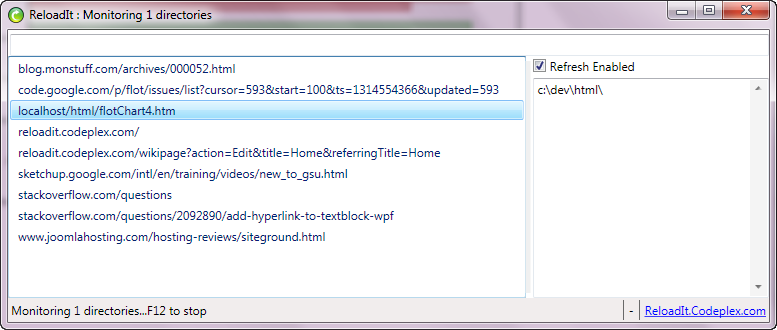 ReloadIt : Monitoring 1 directories
blog.monstuff.com/archives/000052.html
code.google.com/p/flot/issues/list?cursor=593&start=100&ts=1314554366&updated=593
localhost/html/flotChart4.htm
reloadit.codeplex.com/
reloadit.codeplex.com/wikipage?action=Edit&title=Home&referringTitle=Home
sketchup.google.com/intl/en/training/videos/new_to_gsu.html
stackoverflow.com/questions
stackoverflow.com/questions/2092890/add-hyperlink-to-textblock-wpf
www.joomlahosting.com/hosting-reviews/siteground.html
Refresh Enabled
c:\dev\html\
Monitoring 1 directories...F12 to stop
- ReloadIt.Codeplex.com